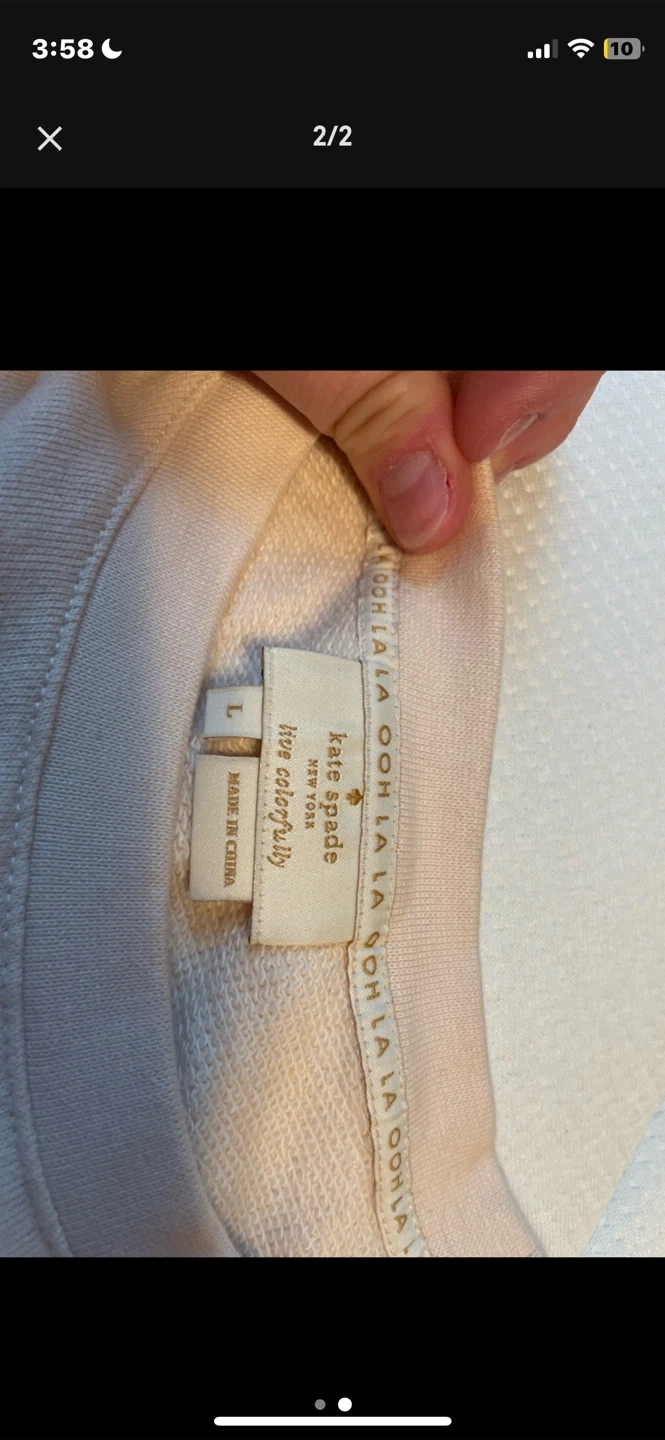 3:58
10
2/2
OOH LA LA OOH LA LA OOH LA LA OOH LA
kate spade
NEW YORK
live colorfully
L
MADE IN CHINA